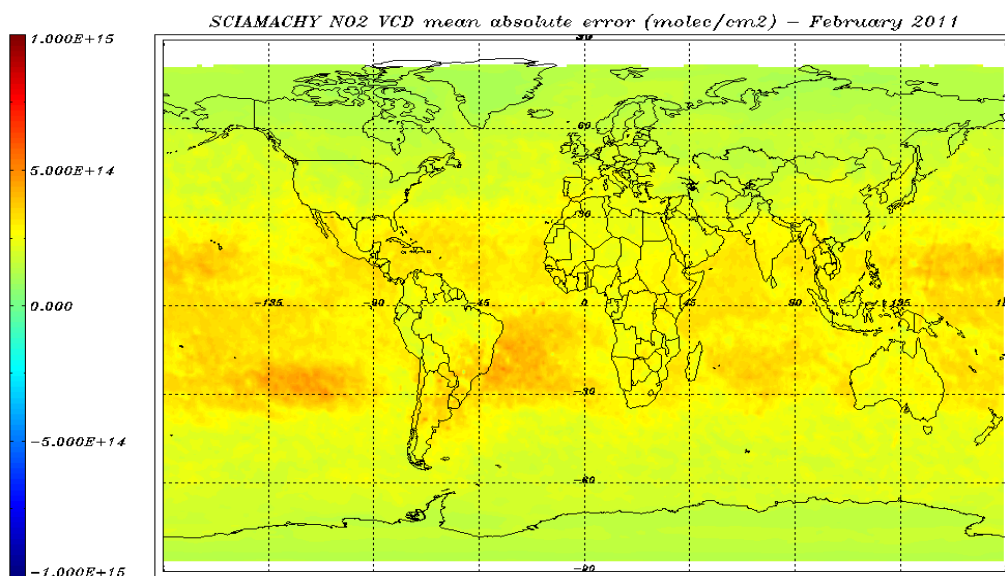 SCIAMACHY NO2 VCD mean absolute error (molec/cm2) – February 2011
1.000E+15
5.000E+14
0.000
-5.000E+14
-1.000E+15
60
30
-135
-90
-45
0
45
90
135
-30
-60
-90